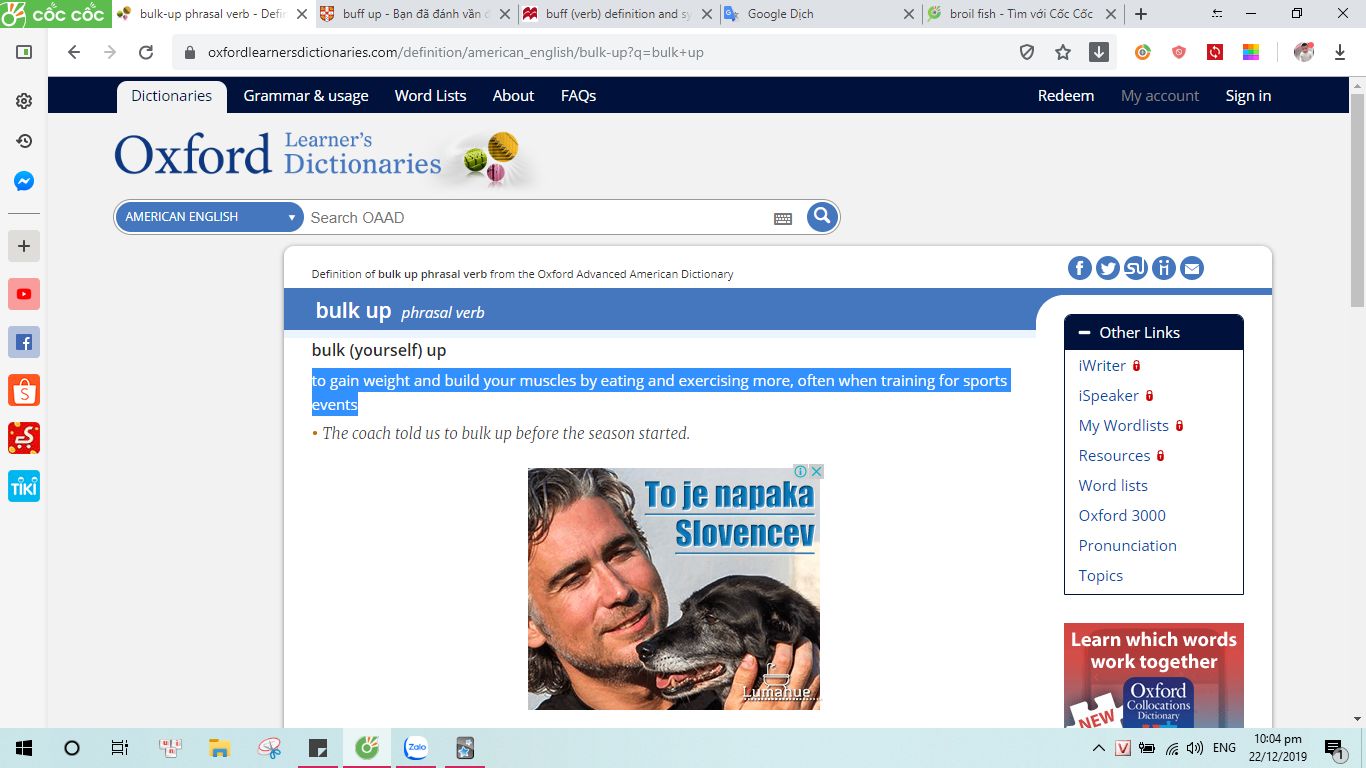 cốc cốc
bulk-up phrasal verb - Defin
buff up - Bạn đã đánh vần đ
buff (verb) definition and sy
Google Dịch
broil fish - Tìm với Cốc Cốc
oxfordlearnersdictionaries.com/definition/american_english/bulk-up?q=bulk+up
Dictionaries
Grammar & usage
Word Lists
About
FAQs
Redeem
My account
Sign in
Oxford Learner's Dictionaries
AMERICAN ENGLISH
Search OAAD
Definition of bulk up phrasal verb from the Oxford Advanced American Dictionary
bulk up phrasal verb
bulk (yourself) up
to gain weight and build your muscles by eating and exercising more, often when training for sports
events
• The coach told us to bulk up before the season started.
To je napaka
Slovencev
Lumahue
Other Links
iWriter
iSpeaker
My Wordlists
Resources
Word lists
Oxford 3000
Pronunciation
Topics
Learn which words
work together
Oxford
Collocations
Dictionary
NEW
TIKI
Zalo
V
ENG
10:04 pm
22/12/2019
1